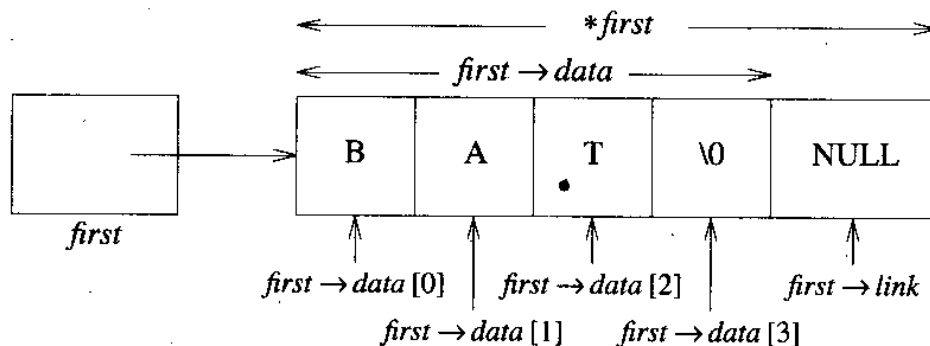 *first
first → data
B A T \0 NULL
first
first → data [0] first → data [2] first → link
first → data [1] first → data [3]